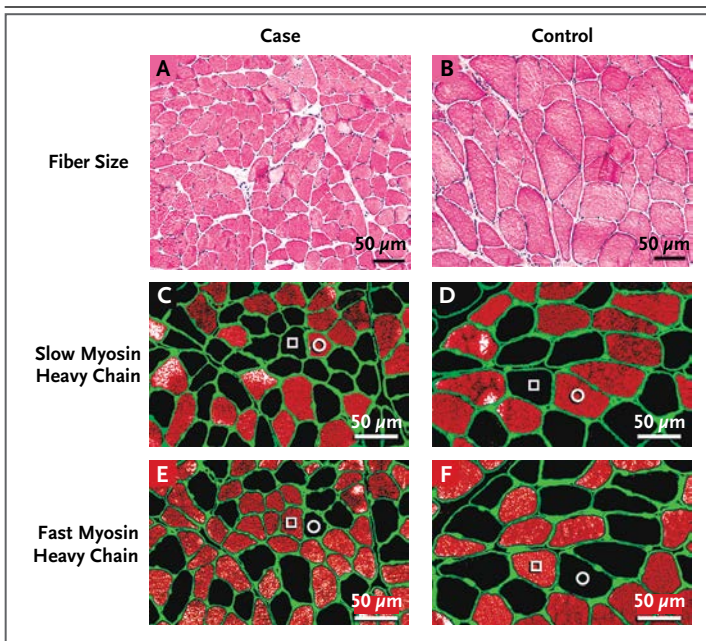 Case
Control
A
B
Fiber Size
50 µm
50 µm
C
D
Slow Myosin
Heavy Chain
50 µm
50 µm
E
F
Fast Myosin
Heavy Chain
50 µm
50 µm